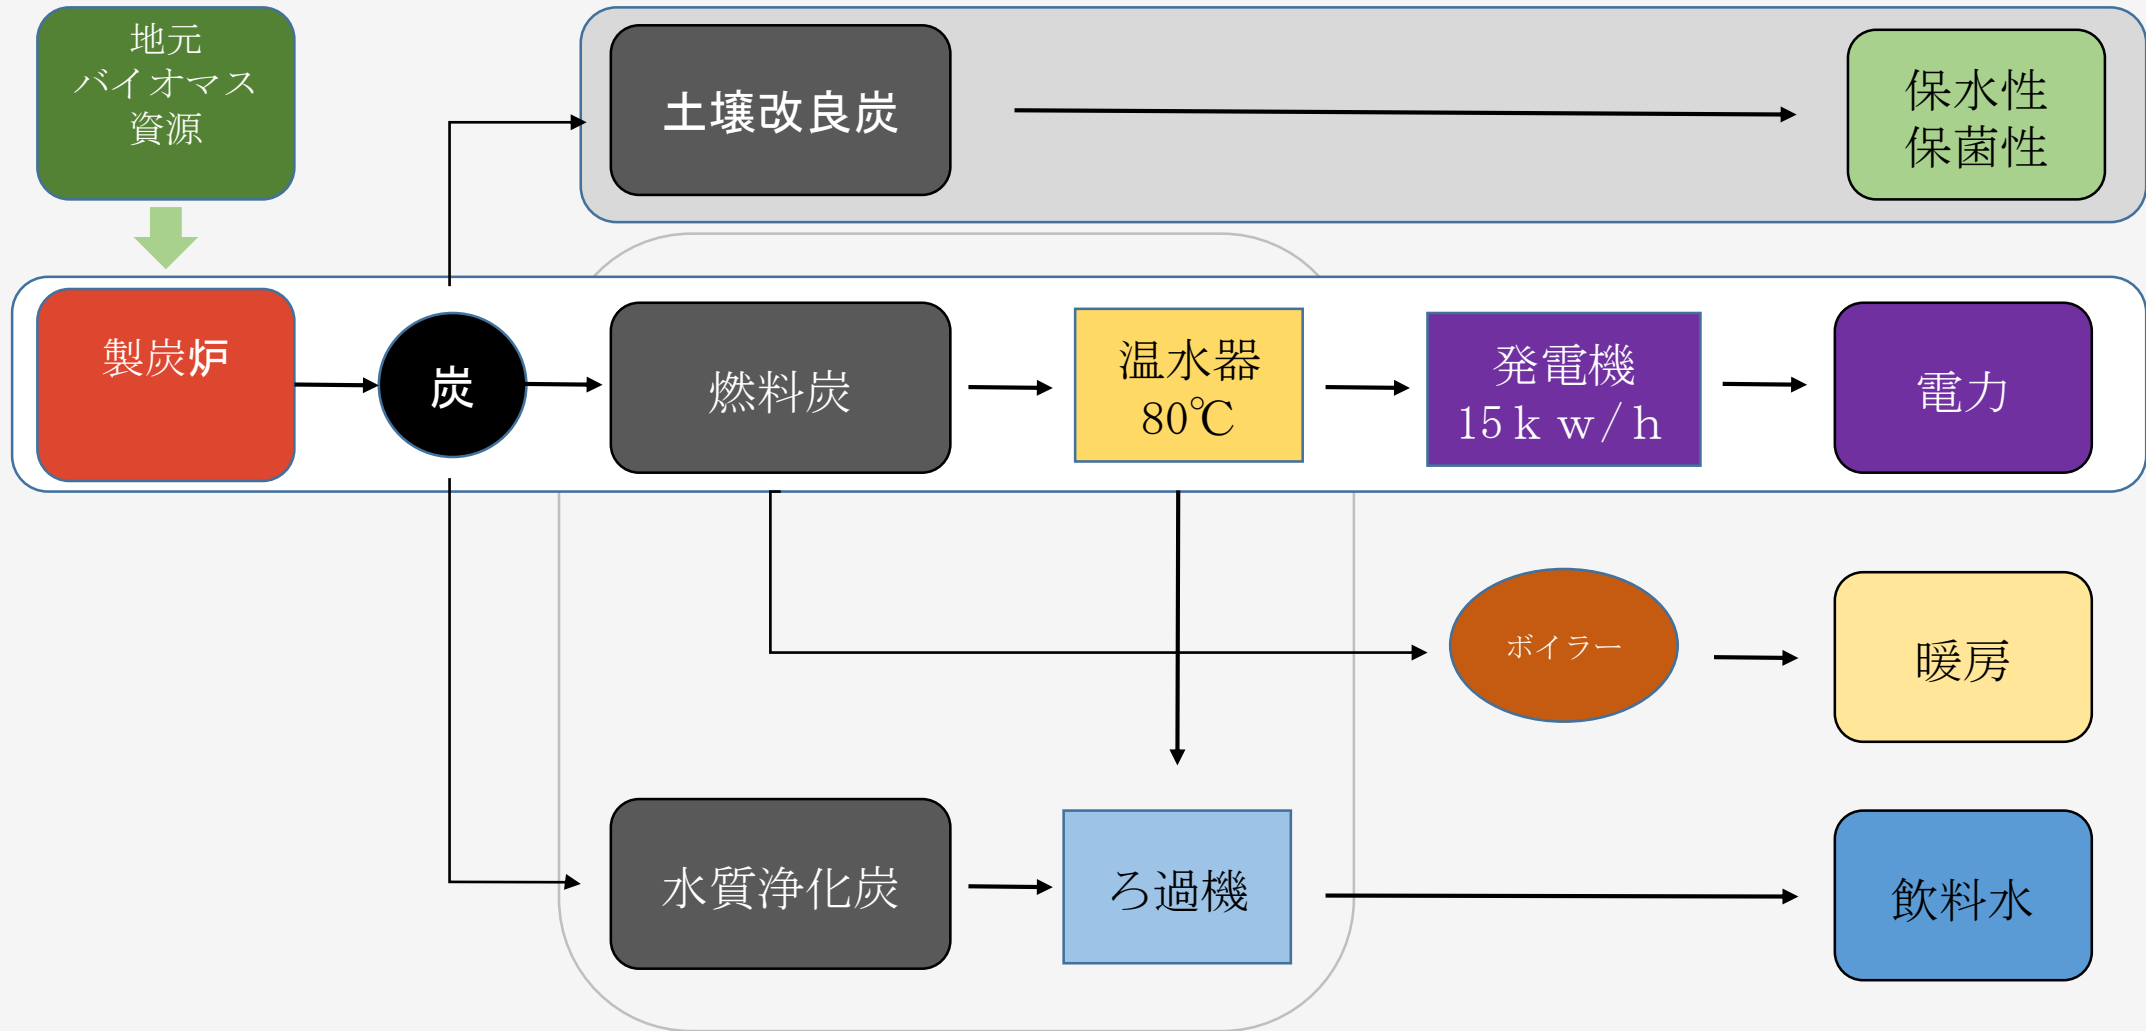 地元
バイオマス
資源
土壌改良炭
保水性
保菌性
製炭炉
炭
燃料炭
温水器
80℃
発電機
15ｋｗ/ｈ
電力
ボイラー
暖房
水質浄化炭
ろ過機
飲料水